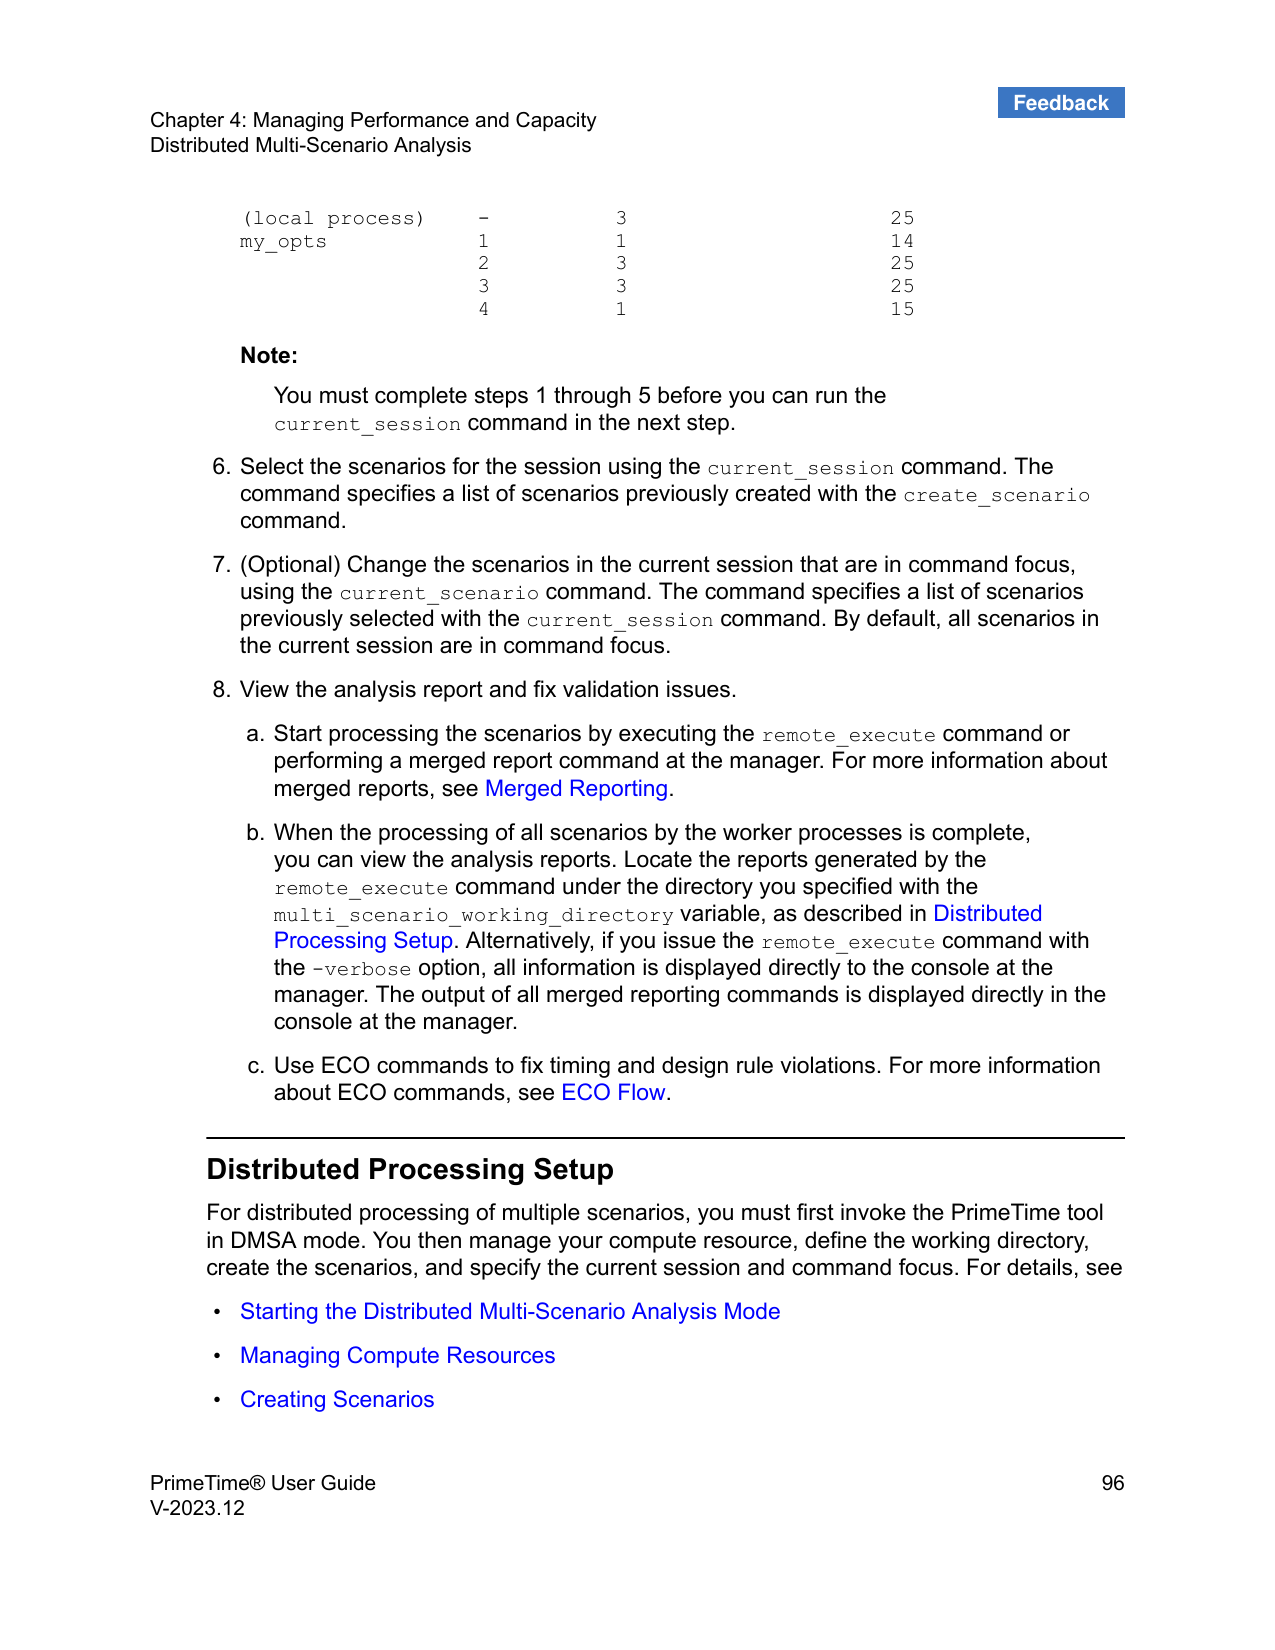 Feedback
Chapter 4: Managing Performance and Capacity
Distributed Multi-Scenario Analysis
(local process) - 3 25
my_opts 1 1 14
2 3 25
3 3 25
4 1 15
Note:
You must complete steps 1 through 5 before you can run the
current_session command in the next step.
6. Select the scenarios for the session using the current_session command. The
command specifies a list of scenarios previously created with the create_scenario
command.
7. (Optional) Change the scenarios in the current session that are in command focus,
using the current_scenario command. The command specifies a list of scenarios
previously selected with the current_session command. By default, all scenarios in
the current session are in command focus.
8. View the analysis report and fix validation issues.
a. Start processing the scenarios by executing the remote_execute command or
performing a merged report command at the manager. For more information about
merged reports, see Merged Reporting.
b. When the processing of all scenarios by the worker processes is complete,
you can view the analysis reports. Locate the reports generated by the
remote_execute command under the directory you specified with the
multi_scenario_working_directory variable, as described in Distributed
Processing Setup. Alternatively, if you issue the remote_execute command with
the -verbose option, all information is displayed directly to the console at the
manager. The output of all merged reporting commands is displayed directly in the
console at the manager.
c. Use ECO commands to fix timing and design rule violations. For more information
about ECO commands, see ECO Flow.
Distributed Processing Setup
For distributed processing of multiple scenarios, you must first invoke the PrimeTime tool
in DMSA mode. You then manage your compute resource, define the working directory,
create the scenarios, and specify the current session and command focus. For details, see
• Starting the Distributed Multi-Scenario Analysis Mode
• Managing Compute Resources
• Creating Scenarios
PrimeTime® User Guide 96
V-2023.12